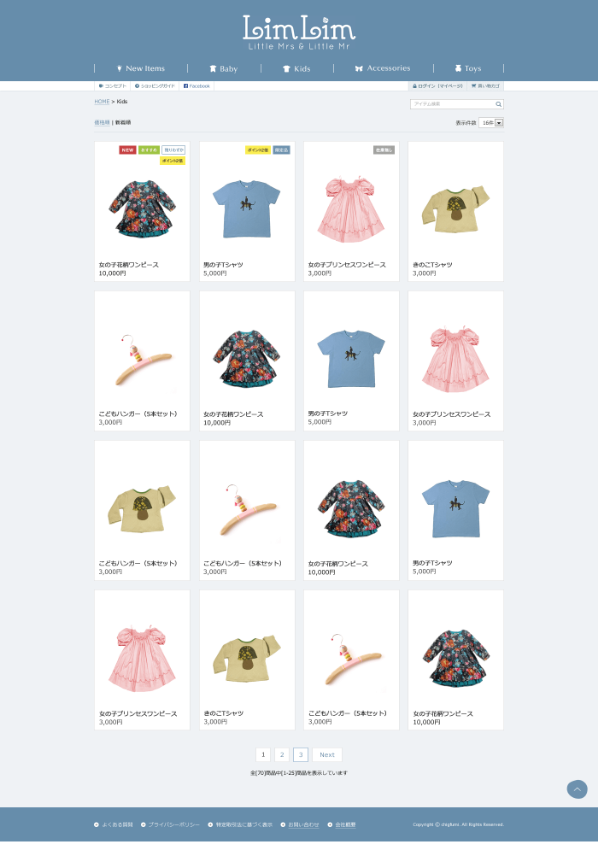 LimLim
Little Mrs & Little Mr
New Items Baby Kids Accessories Toys
コンセプト ショッピングガイド Facebook ログイン（マイページ） 買い物カゴ
HOME > Kids アイテム検索
価格順 | 新着順 表示件数 16件
NEW おすすめ 残りわずか ポイント2倍 限定品 在庫無し
ポイント2倍
女の子花柄ワンピース 男の子Tシャツ 女の子プリンセスワンピース きのこTシャツ
10,000円 5,000円 3,000円 3,000円
こどもハンガー（5本セット） 女の子花柄ワンピース 男の子Tシャツ 女の子プリンセスワンピース
3,000円 10,000円 5,000円 3,000円
こどもハンガー（5本セット） こどもハンガー（5本セット） 女の子花柄ワンピース 男の子Tシャツ
3,000円 3,000円 10,000円 5,000円
女の子プリンセスワンピース きのこTシャツ こどもハンガー（5本セット） 女の子花柄ワンピース
3,000円 3,000円 3,000円 10,000円
1 2 3 Next
全[70]商品中[1-25]商品を表示しています
よくある質問 プライバシーポリシー 特定商取引法に基づく表示 お問い合わせ 会社概要 Copyright ⓒ All Rights Reserved.